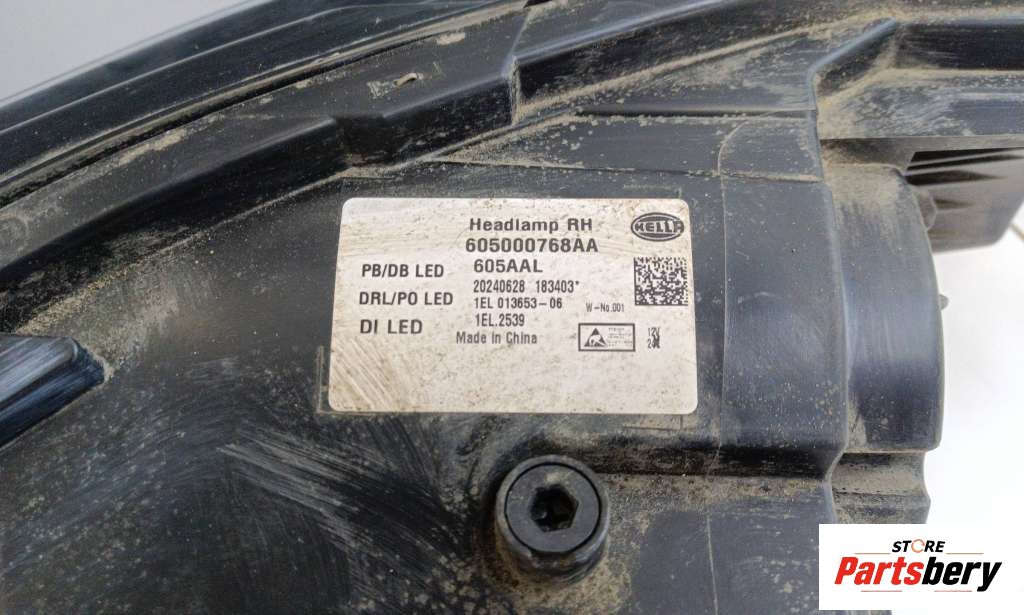 Headlamp RH
HELLA
605000768AA
PB/DB LED 605AAL
20240628 183403*
DRL/PO LED 1EL 013653-06 W-No.001
DI LED 1EL.2539
Made in China
12V
STORE
Partsbery